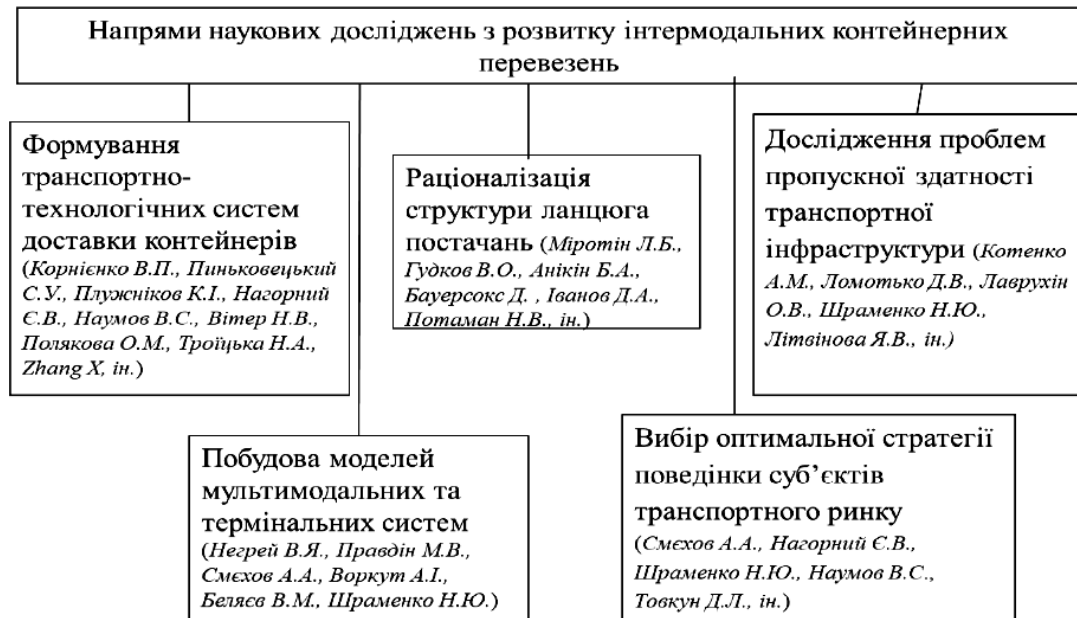 Напрями наукових досліджень з розвитку інтермодальних контейнерних
перевезень
Формування
транспортно-
технологічних систем
доставки контейнерів
(Корнієнко В.П., Пиньковецький
С.У., Плужніков К.І., Нагорний
Є.В., Наумов В.С., Вітер Н.В.,
Полякова О.М., Троїцька Н.А.,
Zhang X, ін.)
Раціоналізація
структури ланцюга
постачань (Міротін Л.Б.,
Гудков В.О., Анікін Б.А.,
Бауерсокс Д. , Іванов Д.А.,
Потаман Н.В., ін.)
Дослідження проблем
пропускної здатності
транспортної
інфраструктури (Котенко
А.М., Ломотько Д.В., Лаврухін
О.В., Шраменко Н.Ю.,
Літвінова Я.В., ін.)
Побудова моделей
мультимодальних та
термінальних систем
(Негрей В.Я., Правдін М.В.,
Смєхов А.А., Воркут А.І.,
Беляєв В.М., Шраменко Н.Ю.)
Вибір оптимальної стратегії
поведінки суб’єктів
транспортного ринку
(Смєхов А.А., Нагорний Є.В.,
Шраменко Н.Ю., Наумов В.С.,
Товкун Д.Л., ін.)